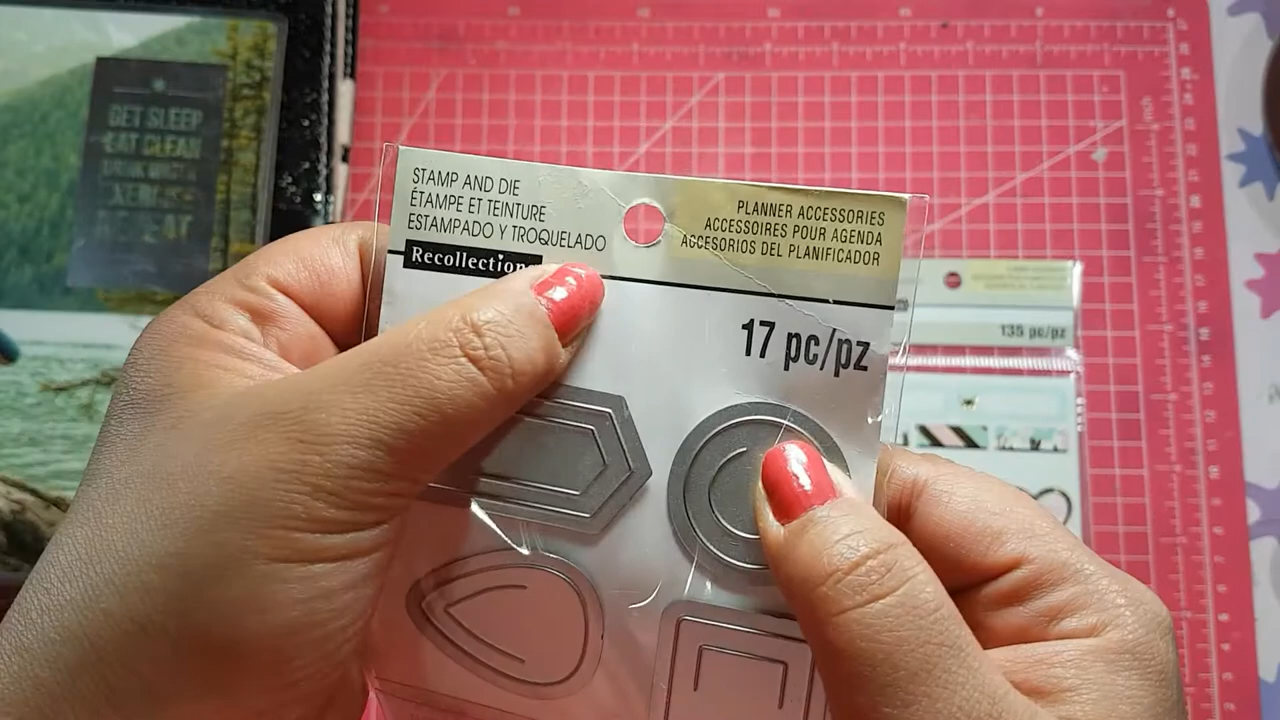 GET SLEEP
EAT CLEAN
STAMP AND DIE
ÉTAMPE ET TEINTURE
ESTAMPADO Y TROQUELADO
Recollections
PLANNER ACCESSORIES
ACCESSOIRES POUR AGENDA
ACCESORIOS DEL PLANIFICADOR
17 pc/pz
135 pc/pz